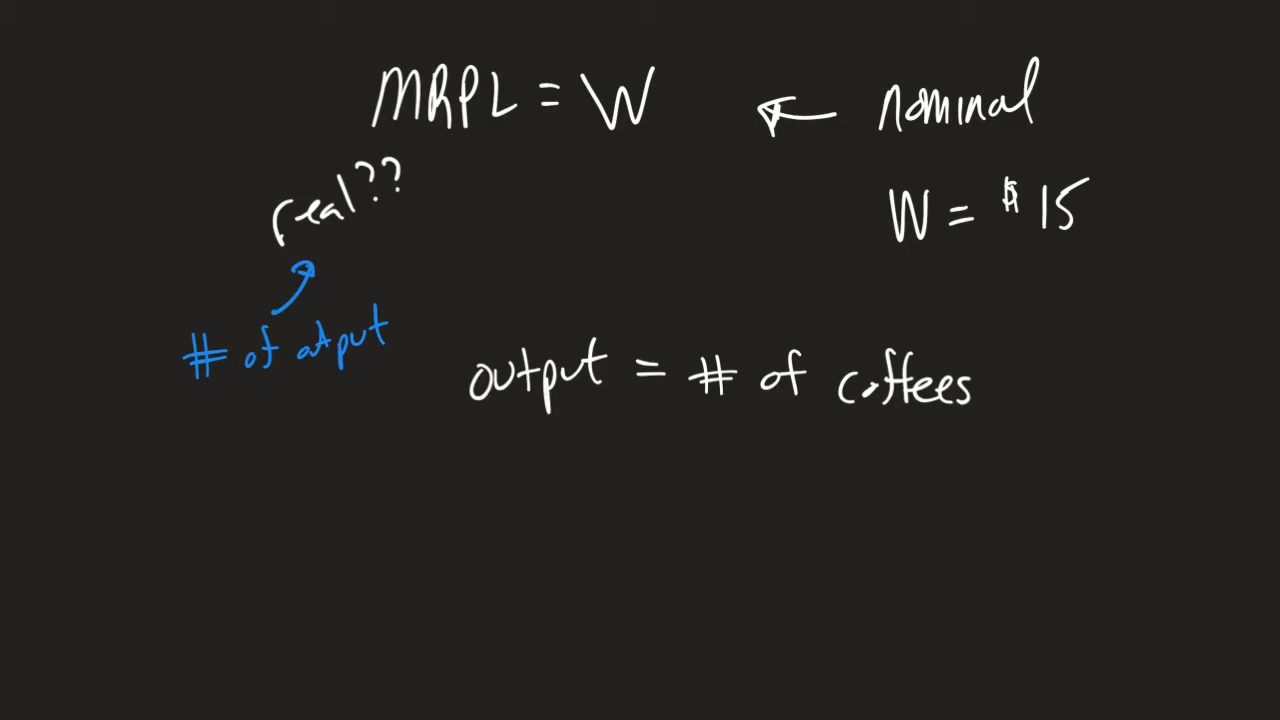 MRPL = W ← nominal
real??
W = $15
# of output
output = # of coffees